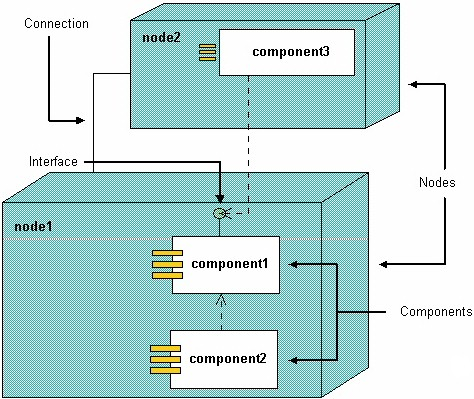 Connection
node2
component3
Interface
Nodes
node1
component1
Components
component2